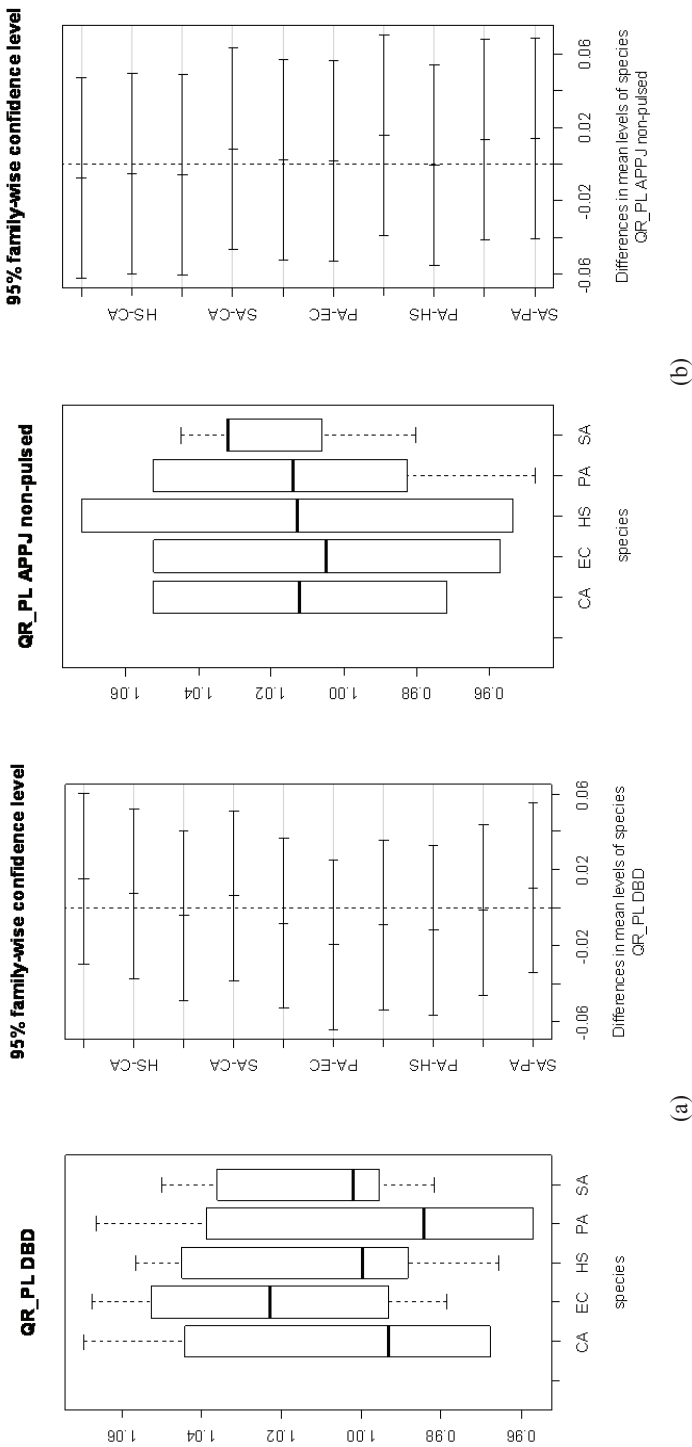 QR_PL DBD
0.96 0.98 1.00 1.02 1.04 1.06
CA EC HS PA SA
species
95% family-wise confidence level
HS-CA
SA-CA
PA-EC
PA-HS
SA-PA
-0.06 -0.02 0.02 0.06
Differences in mean levels of species
QR_PL DBD
(a)
QR_PL APPJ non-pulsed
0.96 0.98 1.00 1.02 1.04 1.06
CA EC HS PA SA
species
95% family-wise confidence level
HS-CA
SA-CA
PA-EC
PA-HS
SA-PA
-0.06 -0.02 0.02 0.06
Differences in mean levels of species
QR_PL APPJ non-pulsed
(b)